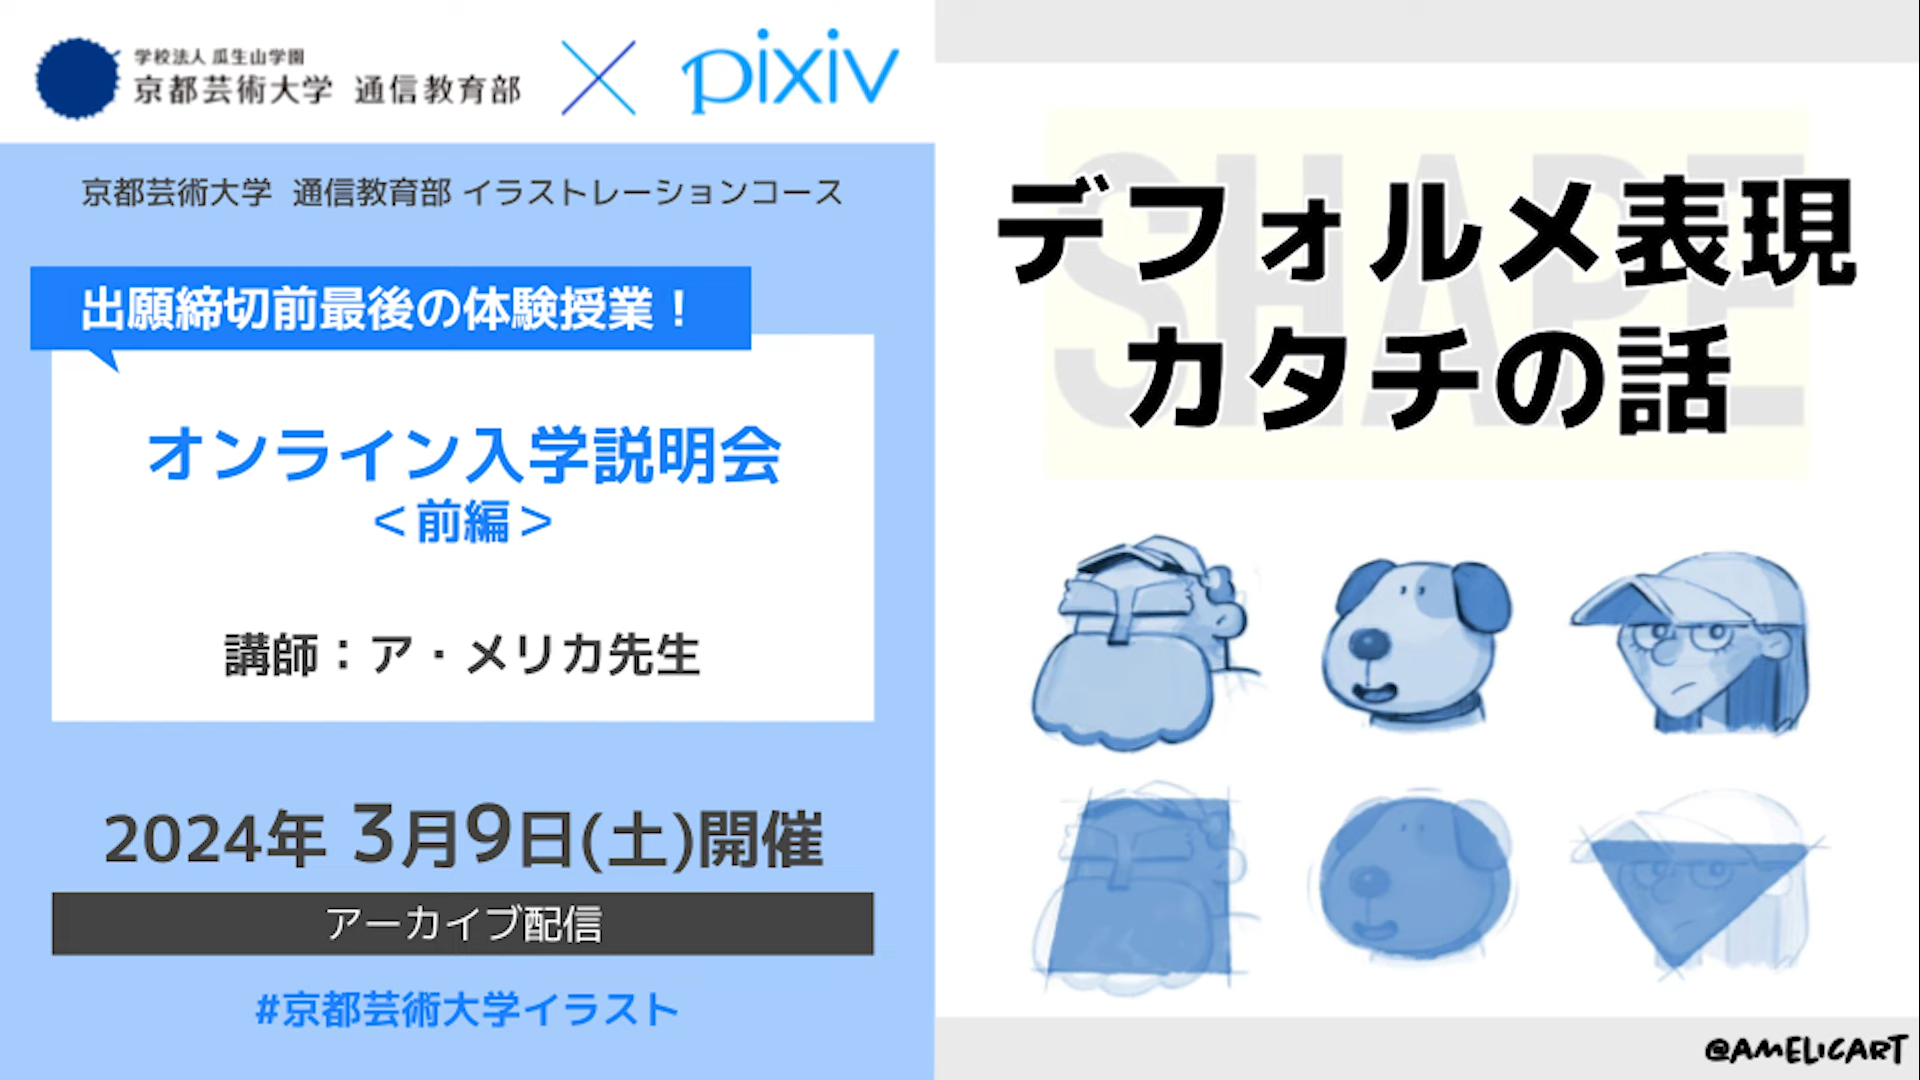 学校法人 瓜生山学園
京都芸術大学 通信教育部
pixiv
京都芸術大学 通信教育部 イラストレーションコース
出願締切前最後の体験授業！
オンライン入学説明会
＜前編＞
講師：ア・メリカ先生
2024年 3月9日(土)開催
アーカイブ配信
#京都芸術大学イラスト
SHAPE
デフォルメ表現
カタチの話
@AMELICART